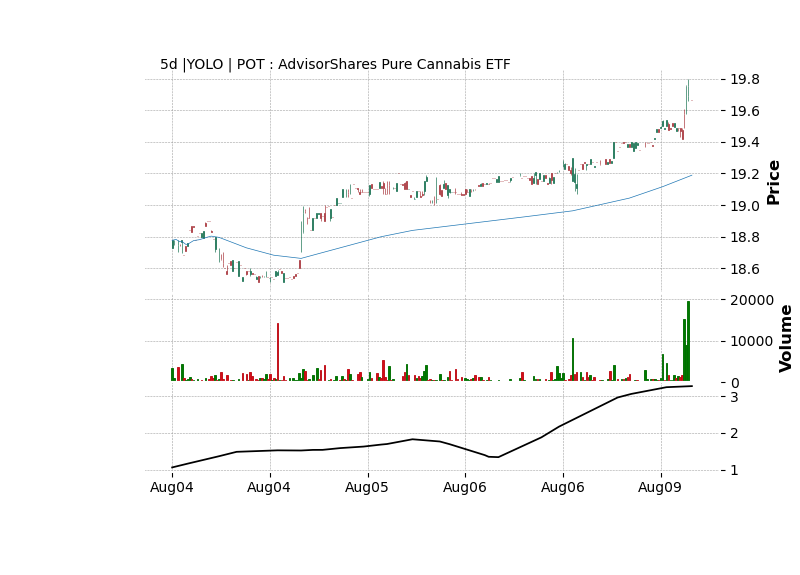 5d |YOLO | POT : AdvisorShares Pure Cannabis ETF
19.8
19.6
19.4
19.2
19.0
18.8
18.6
Price
20000
10000
0
Volume
3
2
1
Aug04
Aug04
Aug05
Aug06
Aug06
Aug09